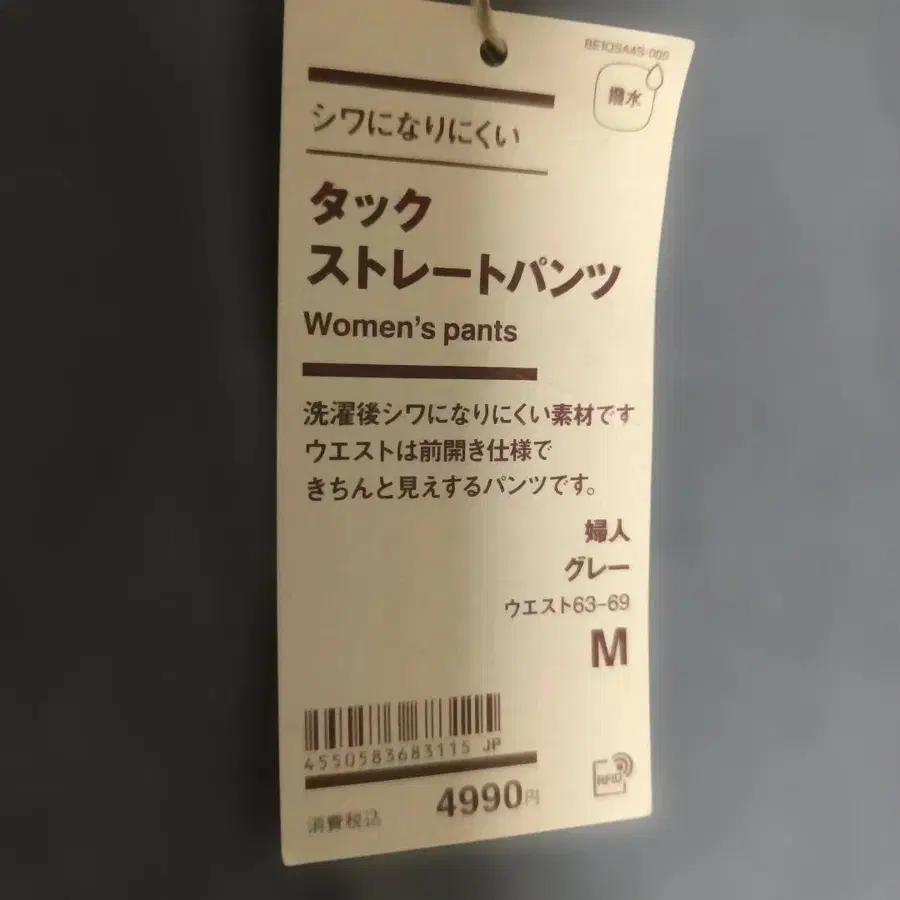 撥水
シワになりにくい
タック
ストレートパンツ
Women's pants
洗濯後シワになりにくい素材です
ウエストは前開き仕様で
きちんと見えするパンツです。
婦人
グレー
ウエスト63-69
M
4550583683115 JP
消費税込 4990円
RFID